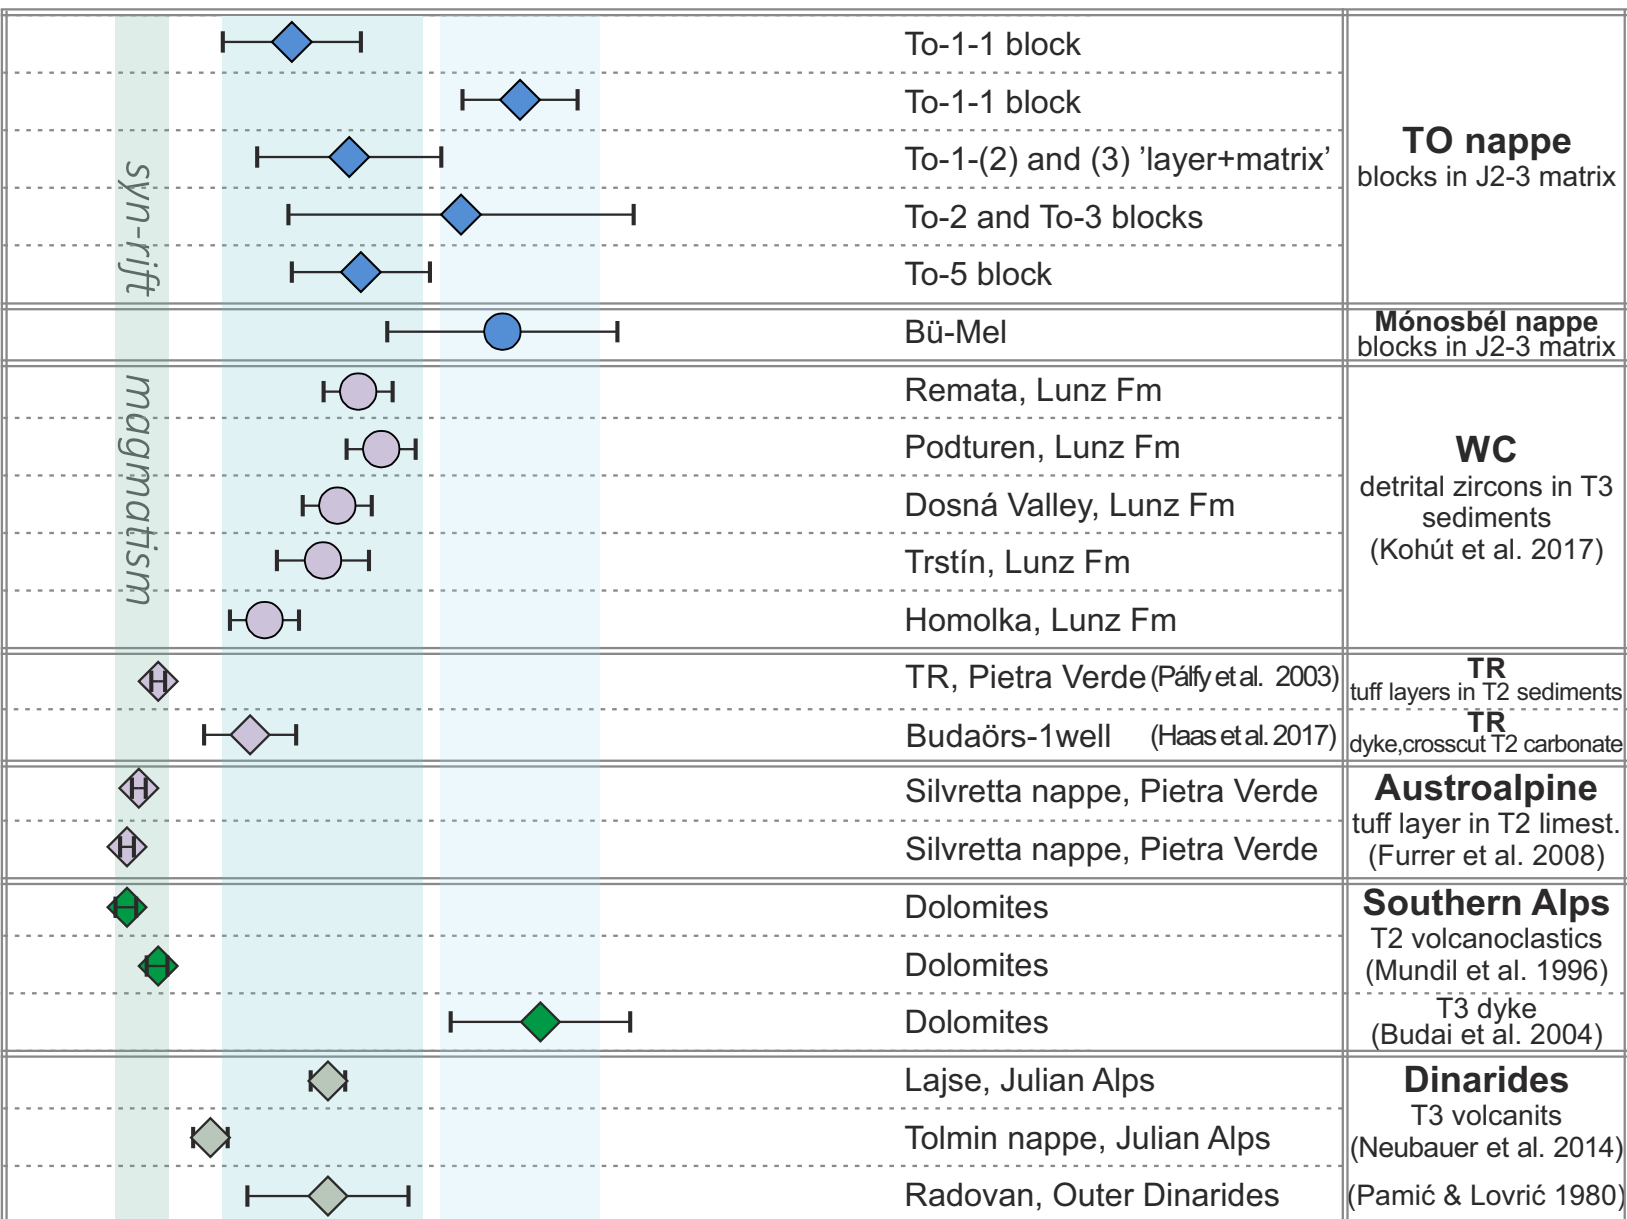 syn-rift
magmatism
To-1-1 block
To-1-1 block
To-1-(2) and (3) ’layer+matrix’
To-2 and To-3 blocks
To-5 block
TO nappe
blocks in J2-3 matrix
Bü-Mel
Mónosbél nappe
blocks in J2-3 matrix
Remata, Lunz Fm
Podturen, Lunz Fm
Dosná Valley, Lunz Fm
Trstín, Lunz Fm
Homolka, Lunz Fm
WC
detrital zircons in T3
sediments
(Kohút et al. 2017)
TR, Pietra Verde (Pálfy et al. 2003)
TR
tuff layers in T2 sediments
Budaörs-1well (Haas et al. 2017)
TR
dyke,crosscut T2 carbonate
Silvretta nappe, Pietra Verde
Silvretta nappe, Pietra Verde
Austroalpine
tuff layer in T2 limest.
(Furrer et al. 2008)
Dolomites
Dolomites
Southern Alps
T2 volcanoclastics
(Mundil et al. 1996)
Dolomites
T3 dyke
(Budai et al. 2004)
Lajse, Julian Alps
Tolmin nappe, Julian Alps
Radovan, Outer Dinarides
Dinarides
T3 volcanits
(Neubauer et al. 2014)
(Pamić & Lovrić 1980)